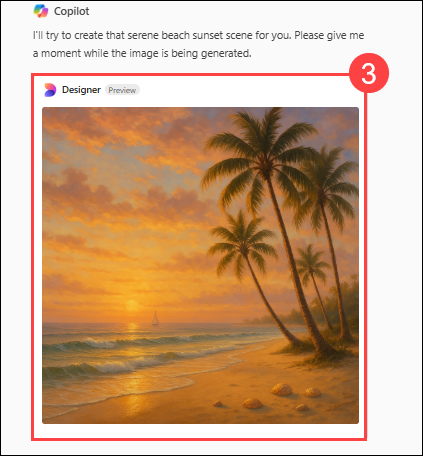 Copilot
I'll try to create that serene beach sunset scene for you. Please give me
a moment while the image is being generated.
3
Designer Preview